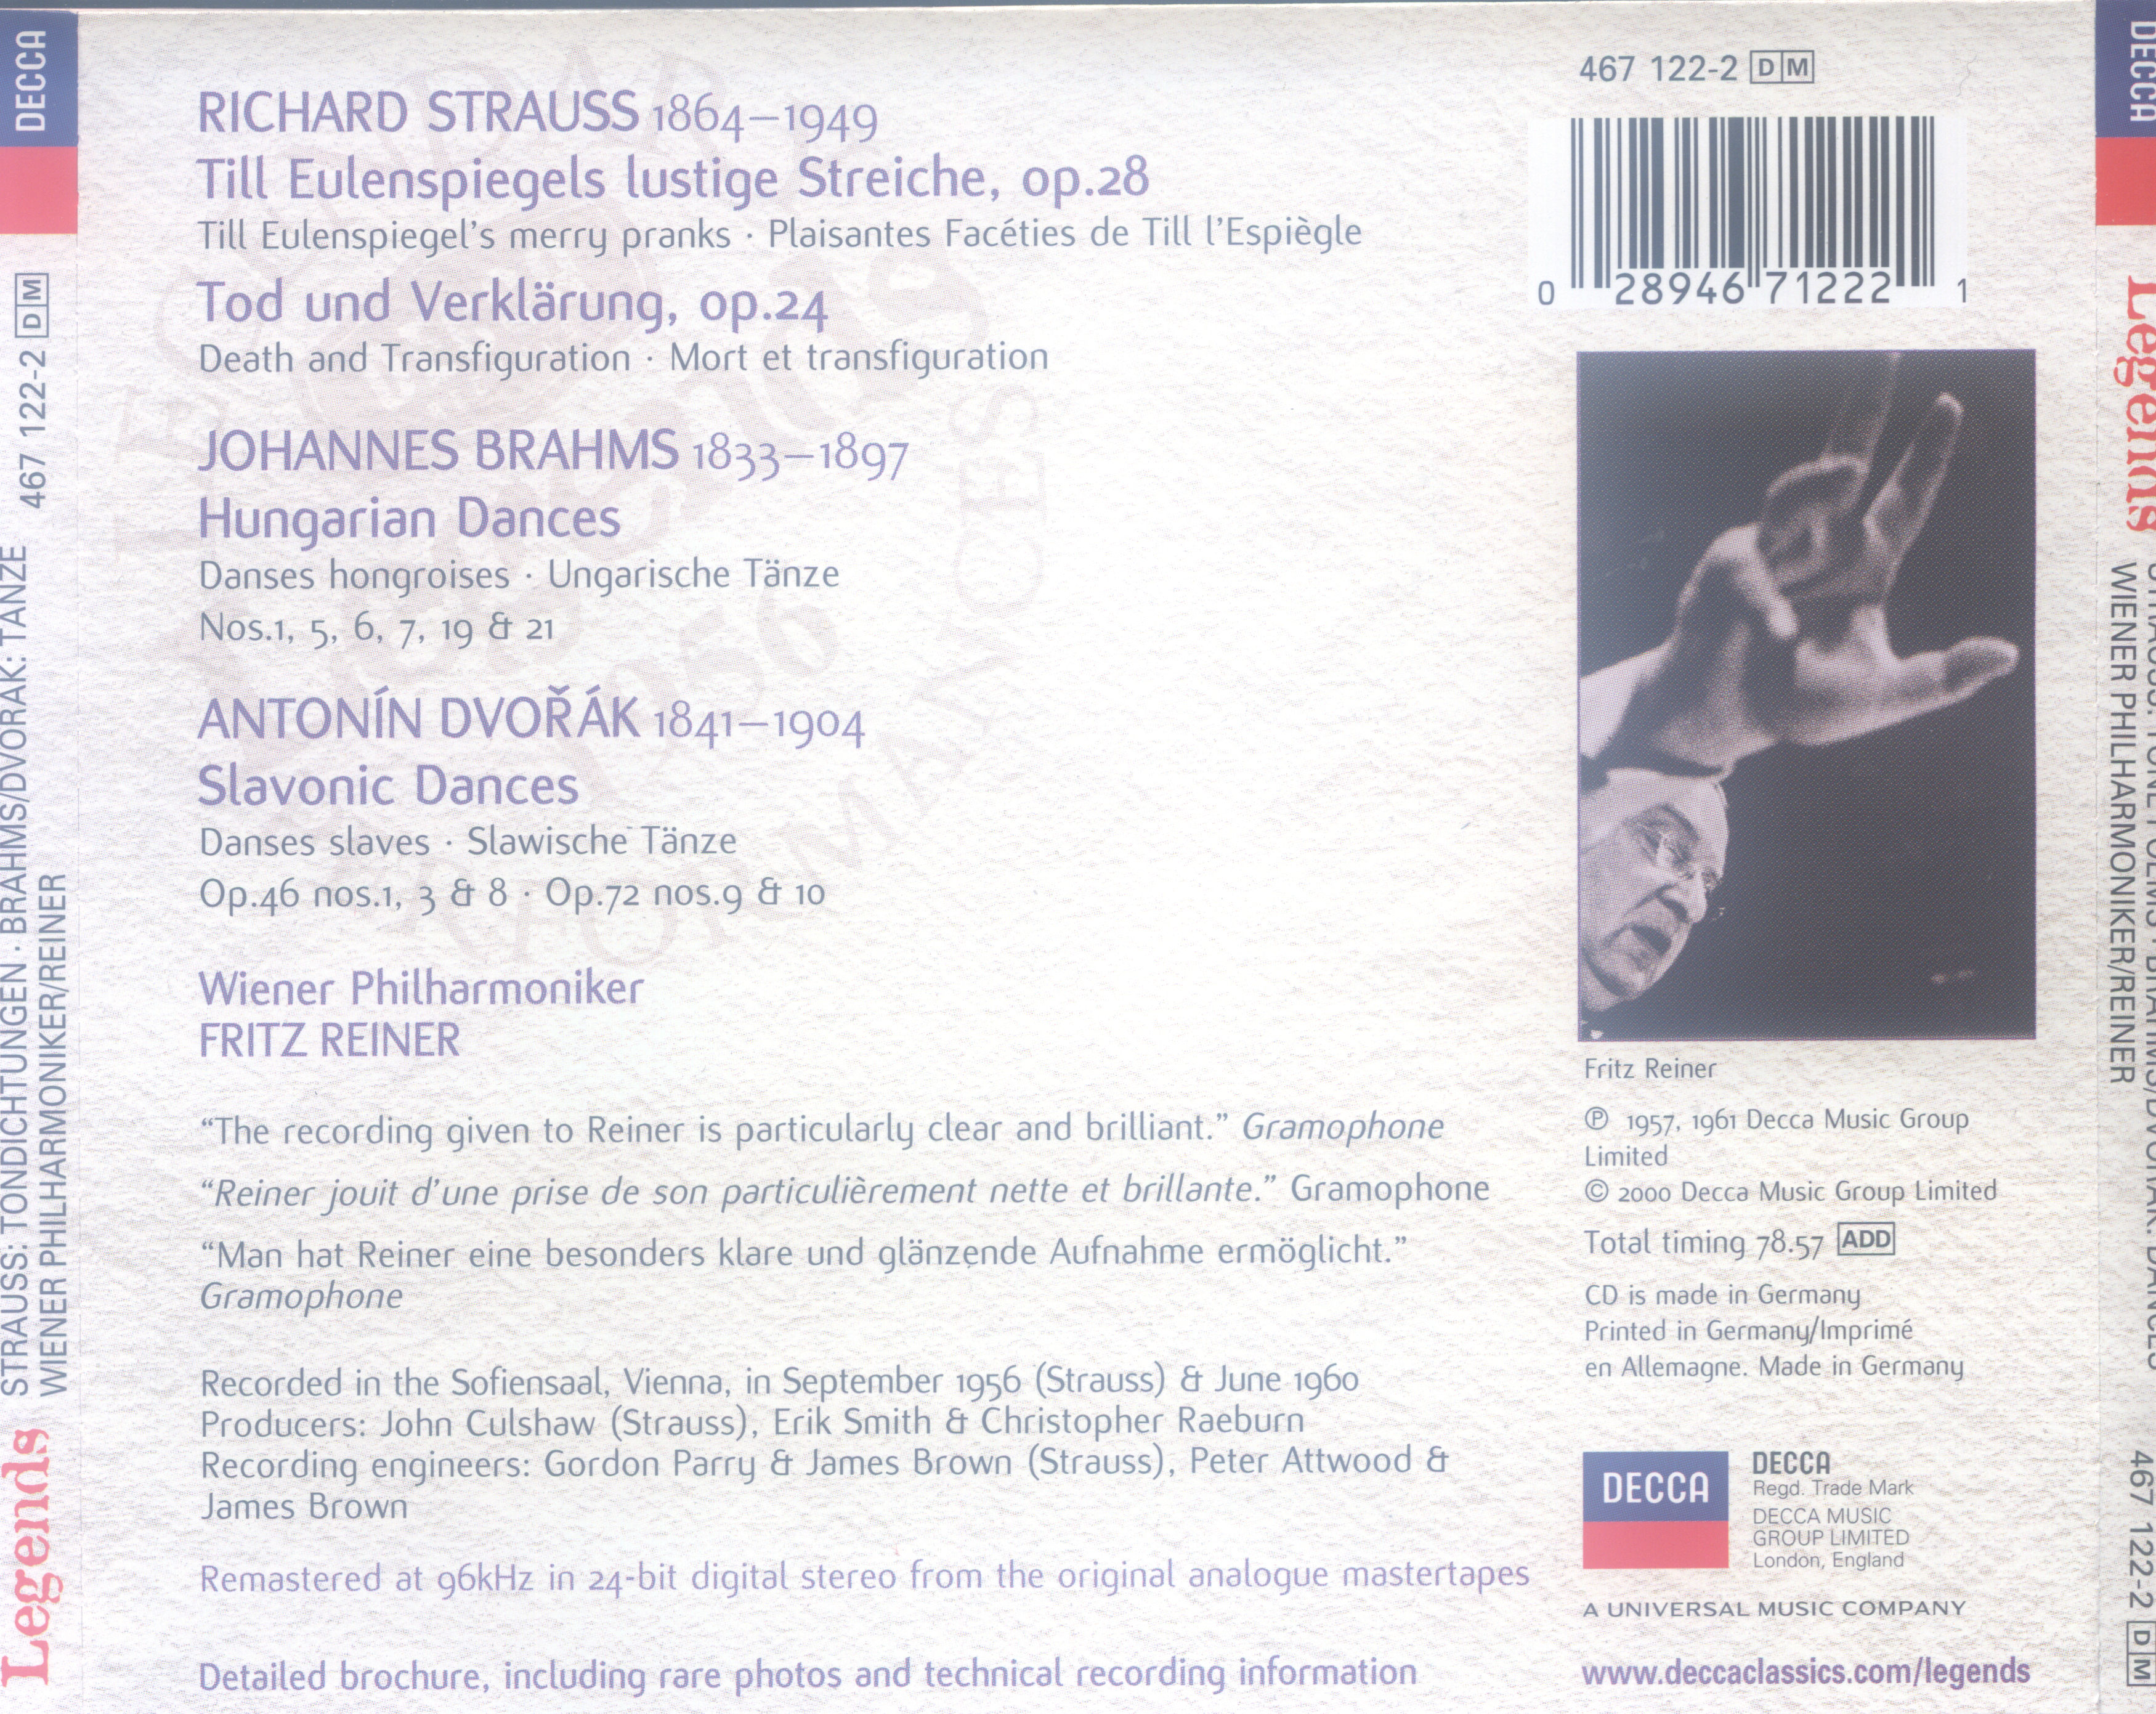 RICHARD STRAUSS 1864–1949
Till Eulenspiegels lustige Streiche, op.28
Till Eulenspiegel's merry pranks · Plaisantes Facéties de Till l'Espiègle
Tod und Verklärung, op.24
Death and Transfiguration · Mort et transfiguration
JOHANNES BRAHMS 1833–1897
Hungarian Dances
Danses hongroises · Ungarische Tänze
Nos.1, 5, 6, 7, 19 & 21
ANTONÍN DVOŘÁK 1841–1904
Slavonic Dances
Danses slaves · Slawische Tänze
Op.46 nos.1, 3 & 8 · Op.72 nos.9 & 10
Wiener Philharmoniker
FRITZ REINER
“The recording given to Reiner is particularly clear and brilliant.” Gramophone
“Reiner jouit d'une prise de son particulièrement nette et brillante.” Gramophone
“Man hat Reiner eine besonders klare und glänzende Aufnahme ermöglicht.”
Gramophone
Recorded in the Sofiensaal, Vienna, in September 1956 (Strauss) & June 1960
Producers: John Culshaw (Strauss), Erik Smith & Christopher Raeburn
Recording engineers: Gordon Parry & James Brown (Strauss), Peter Attwood &
James Brown
Remastered at 96kHz in 24-bit digital stereo from the original analogue mastertapes
Detailed brochure, including rare photos and technical recording information
467 122-2 DM
0 28946 71222 1
Fritz Reiner
℗ 1957, 1961 Decca Music Group
Limited
© 2000 Decca Music Group Limited
Total timing 78.57 ADD
CD is made in Germany
Printed in Germany/Imprimé
en Allemagne. Made in Germany
DECCA
DECCA
Regd. Trade Mark
DECCA MUSIC
GROUP LIMITED
London, England
A UNIVERSAL MUSIC COMPANY
www.deccaclassics.com/legends
Legends
STRAUSS: TONDICHTUNGEN · BRAHMS/DVORAK: TANZE
WIENER PHILHARMONIKER/REINER
467 122-2 DM
DECCA
DECCA
Legends
STRAUSS: TONE POEMS · BRAHMS/DVORAK: DANCES
WIENER PHILHARMONIKER/REINER
467 122-2 DM